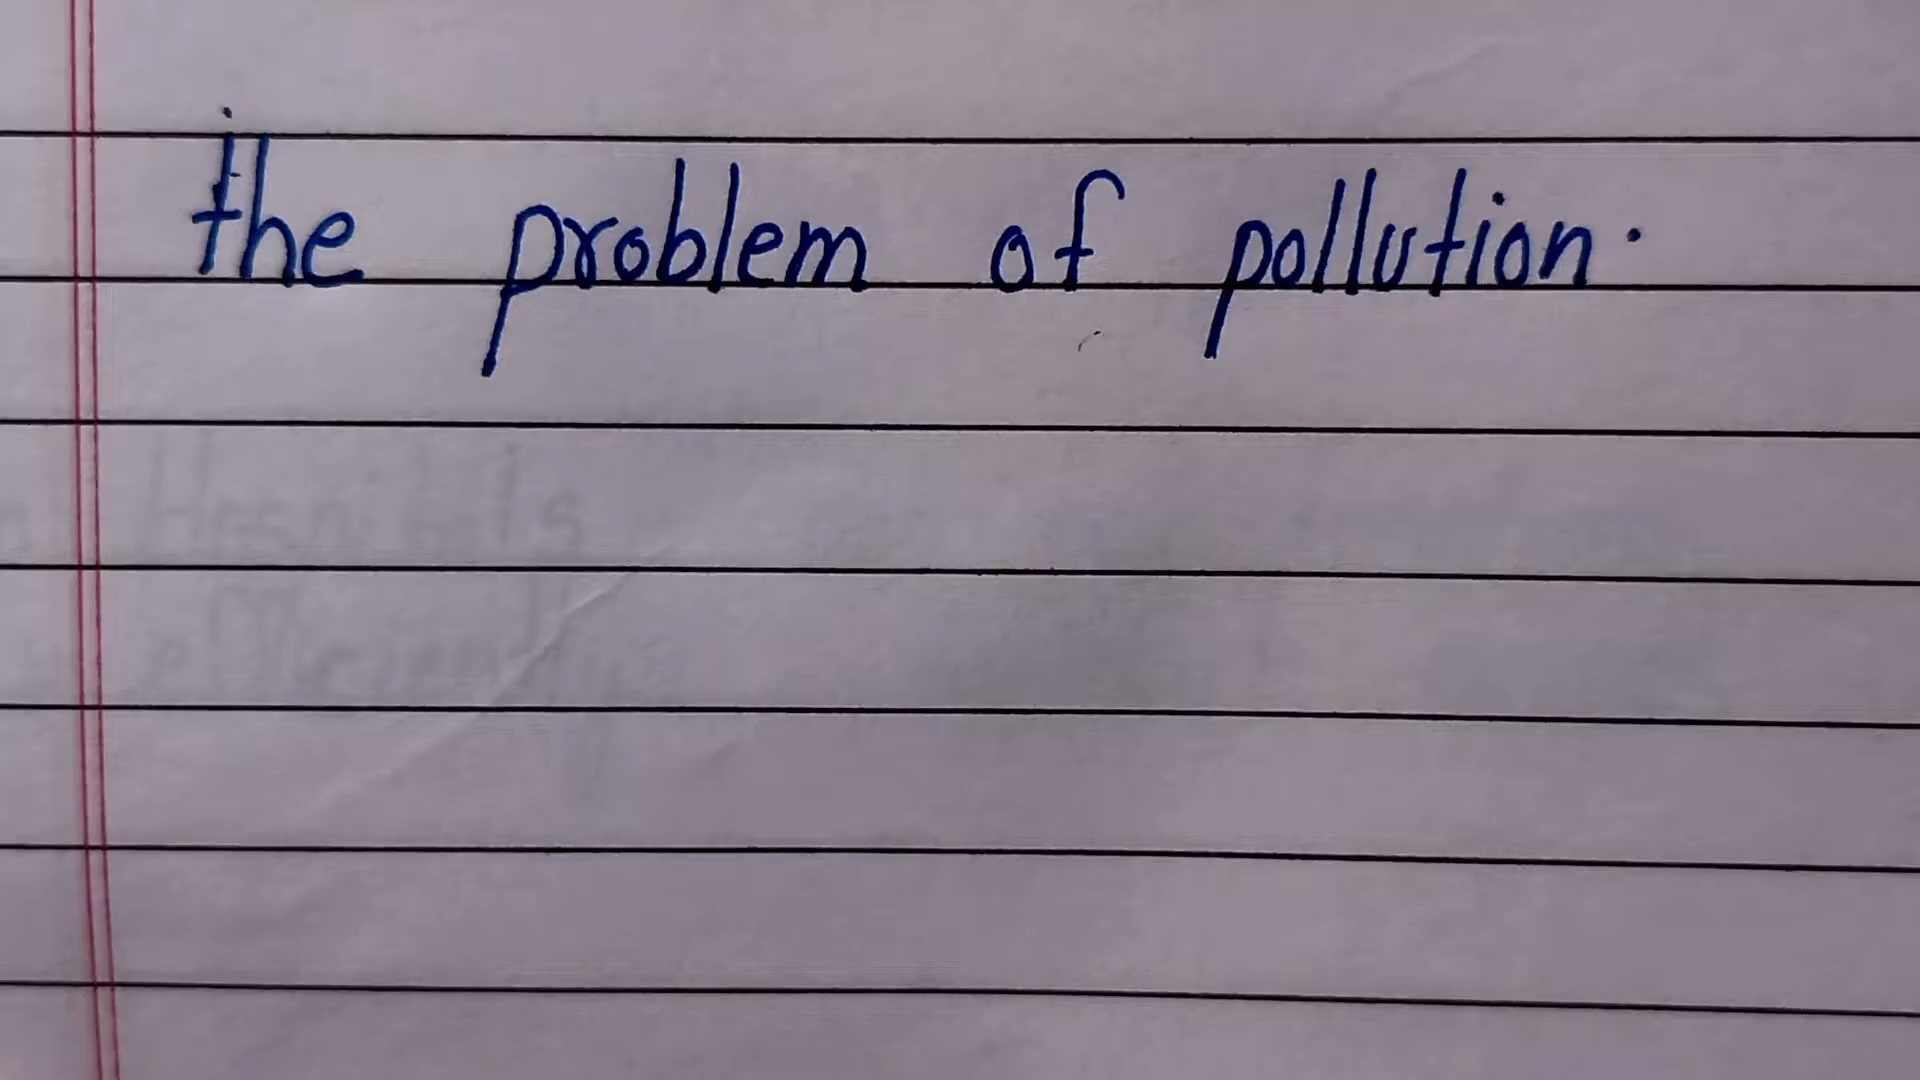 the problem of pollution.